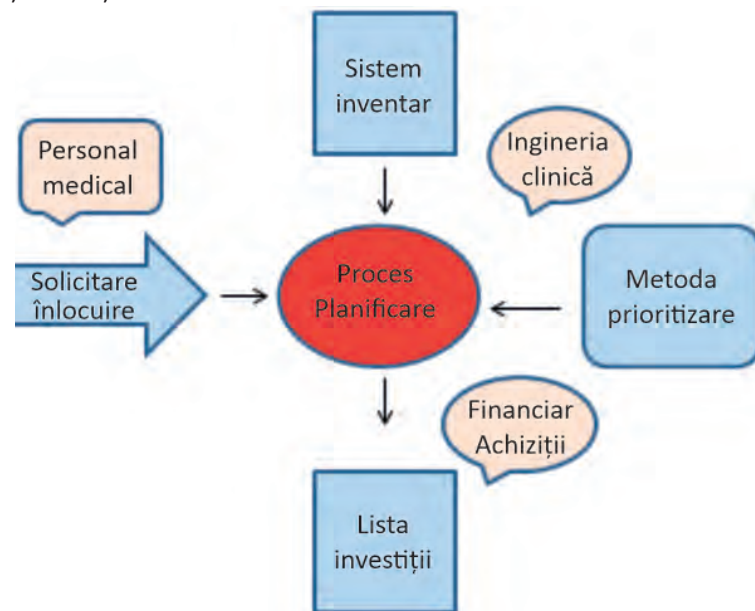 Sistem
inventar
Personal
medical
Ingineria
clinică
Solicitare
înlocuire
Proces
Planificare
Metoda
prioritizare
Financiar
Achiziții
Lista
investiții